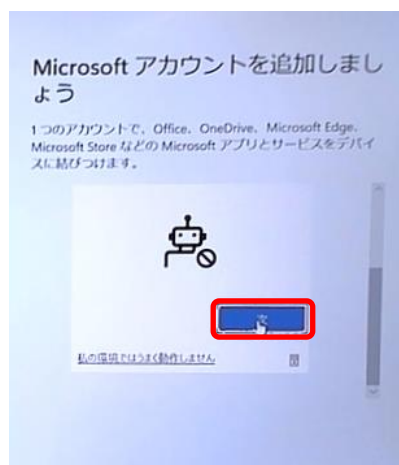 Microsoft アカウントを追加しまし
ょう
1 つのアカウントで、Office、OneDrive、Microsoft Edge、
Microsoft Store などの Microsoft アプリとサービスをデバイ
スに結びつけます。
次
私の環境ではうまく動作しません